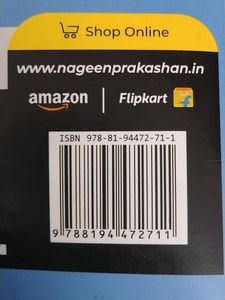 Shop Online
www.nageenprakashan.in
amazon | Flipkart
ISBN 978-81-94472-71-1
9 788194 472711